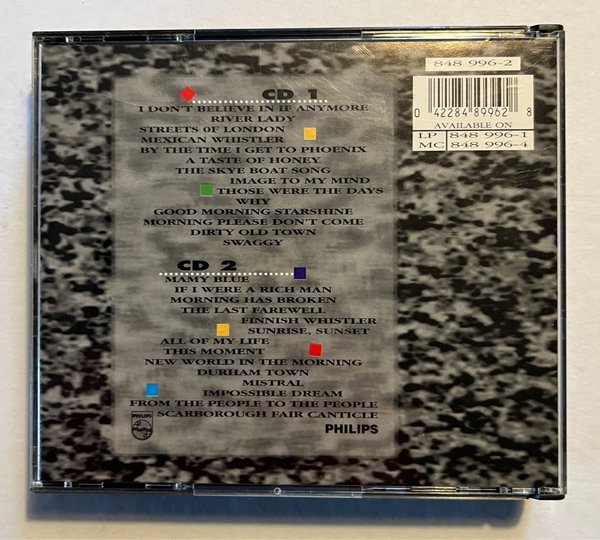 848 996-2
0 42284 89962 8
AVAILABLE ON
LP 848 996-1
MC 848 996-4
CD 1
I DON'T BELIEVE IN IF ANYMORE
RIVER LADY
STREETS 0F LONDON
MEXICAN WHISTLER
BY THE TIME I GET TO PHOENIX
A TASTE OF HONEY
THE SKYE BOAT SONG
IMAGE TO MY MIND
THOSE WERE THE DAYS
WHY
GOOD MORNING STARSHINE
MORNING PLEASE DON'T COME
DIRTY OLD TOWN
SWAGGY
CD 2
MAMY BLUE
IF I WERE A RICH MAN
MORNING HAS BROKEN
THE LAST FAREWELL
FINNISH WHISTLER
SUNRISE, SUNSET
ALL OF MY LIFE
THIS MOMENT
NEW WORLD IN THE MORNING
DURHAM TOWN
MISTRAL
IMPOSSIBLE DREAM
FROM THE PEOPLE TO THE PEOPLE
SCARBOROUGH FAIR CANTICLE
PHILIPS
PHILIPS